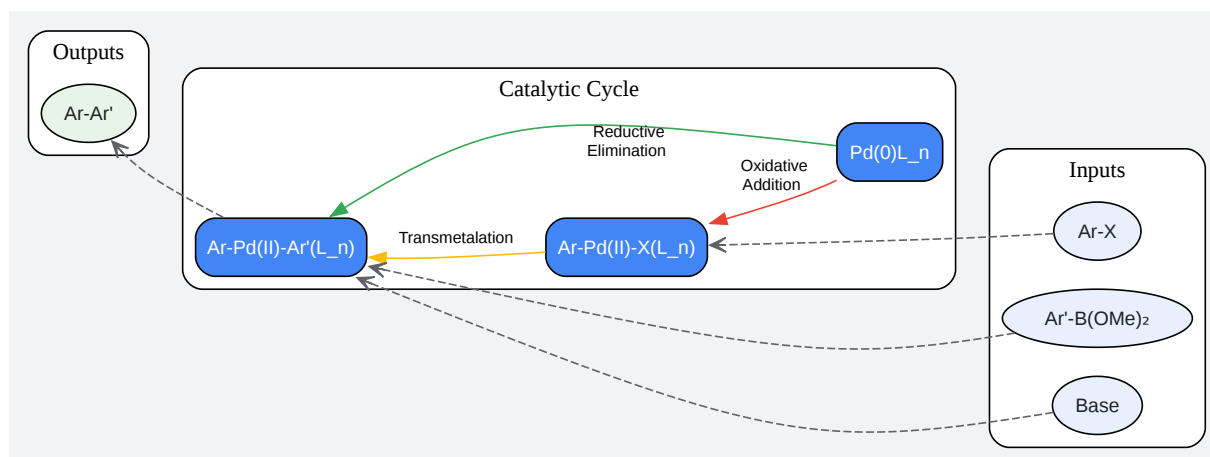 Outputs
Ar-Ar'
Catalytic Cycle
Reductive
Elimination
Pd(0)L_n
Oxidative
Addition
Ar-Pd(II)-Ar'(L_n)
Transmetalation
Ar-Pd(II)-X(L_n)
Inputs
Ar-X
Ar'-B(OMe)₂
Base